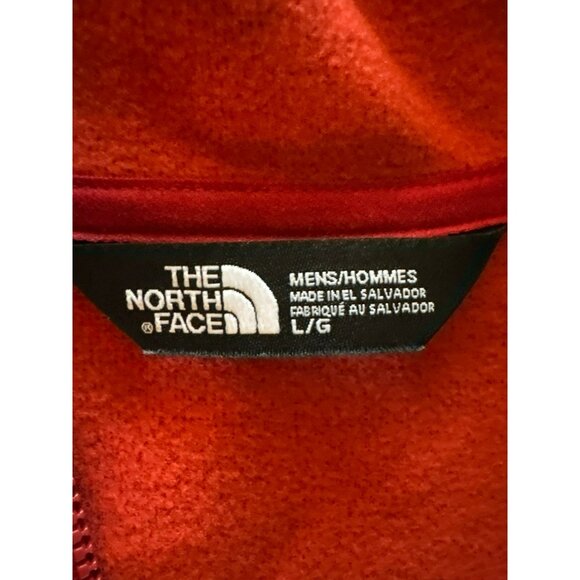 THE
NORTH
® FACE
MENS/HOMMES
MADE IN EL SALVADOR
FABRIQUÉ AU SALVADOR
L/G